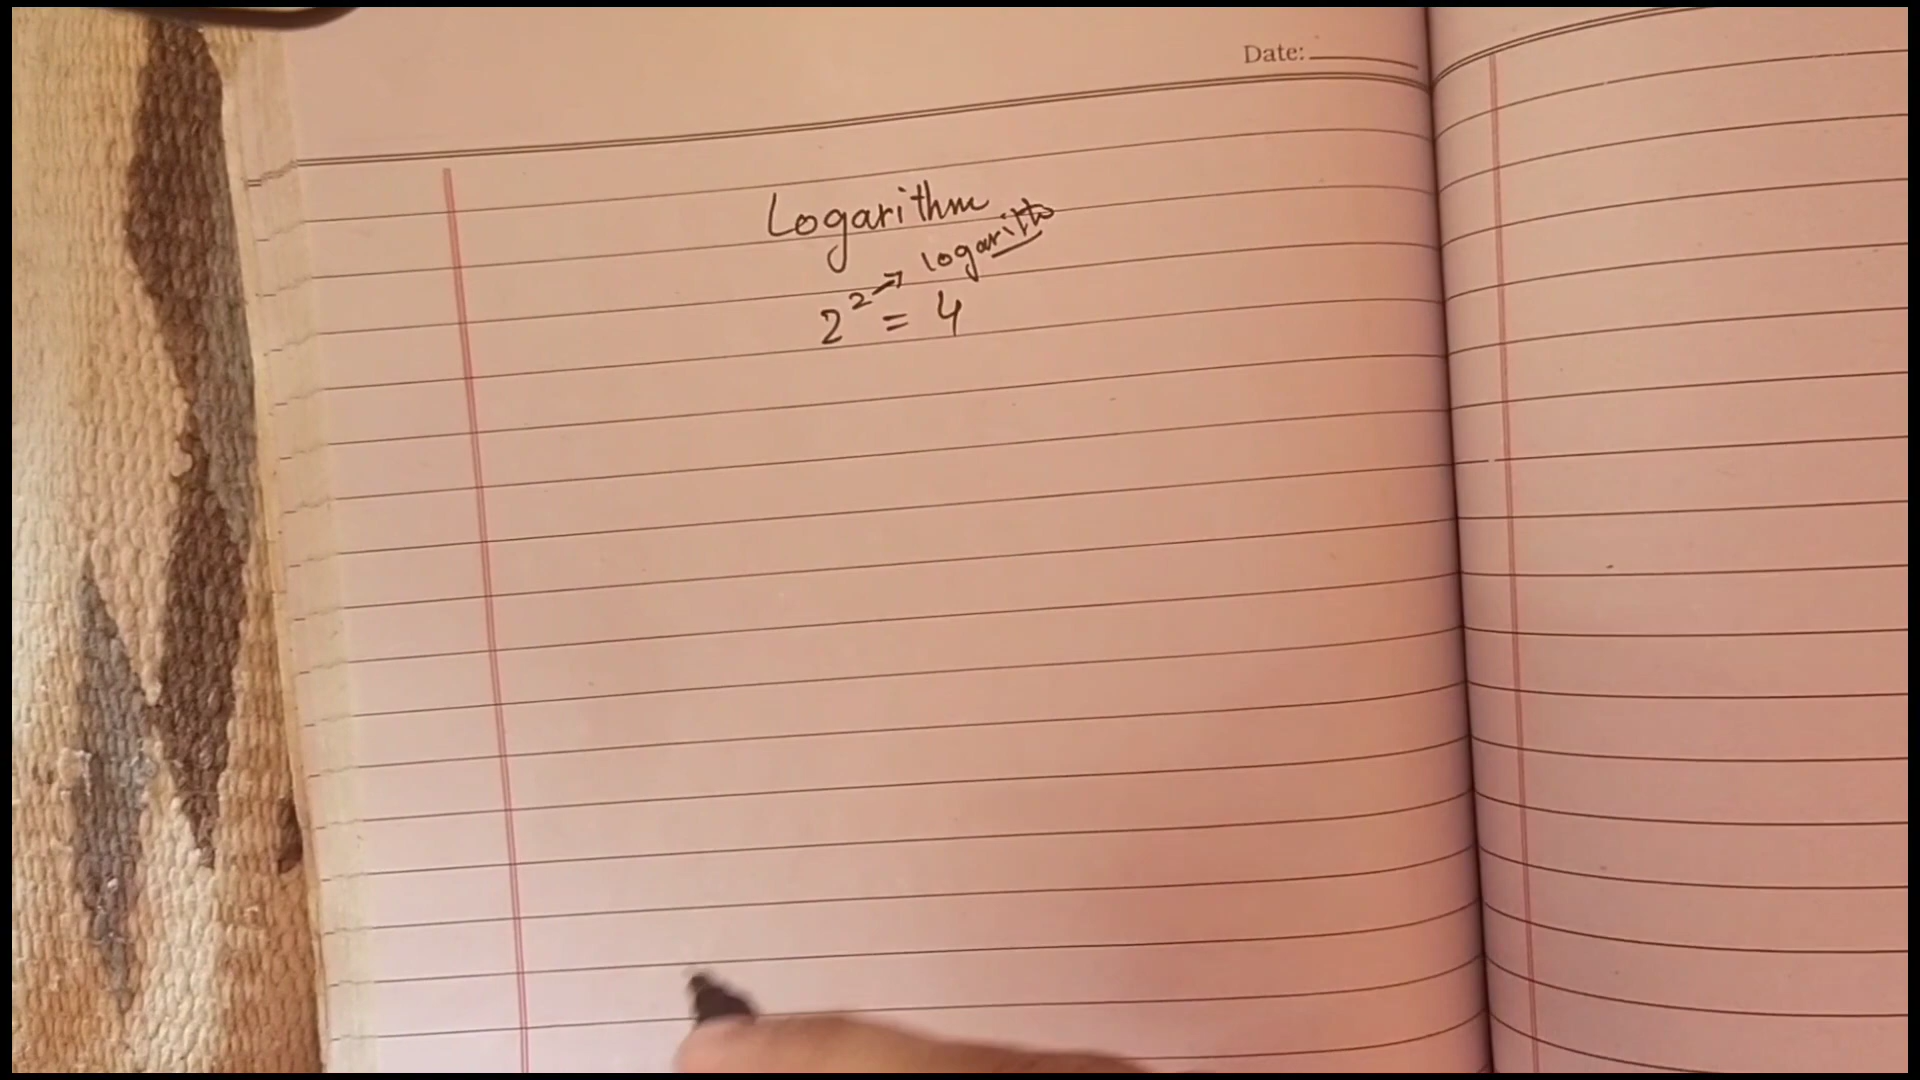 Date:
Logarithm
2² → logarithm
= 4